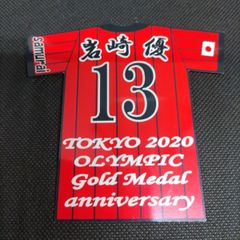 岩崎 優
samurai
13
TOKYO 2020
OLYMPIC
Gold Medal
anniversary